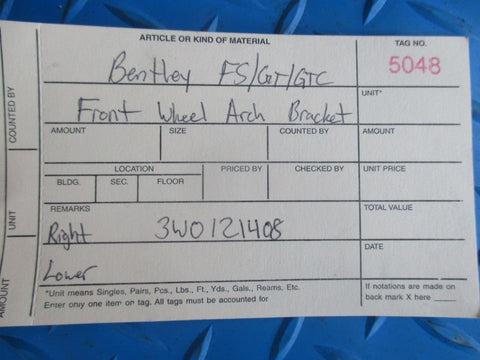 ARTICLE OR KIND OF MATERIAL
TAG NO.
5048
Bentley FS/GT/GTC
UNIT*
Front Wheel Arch Bracket
AMOUNT SIZE COUNTED BY AMOUNT
LOCATION PRICED BY CHECKED BY UNIT PRICE
BLDG. SEC. FLOOR
REMARKS TOTAL VALUE
Right 3W0121408
DATE
Lower
*Unit means Singles, Pairs, Pcs., Lbs., Ft., Yds., Gals., Reams, Etc.
Enter only one item on tag. All tags must be accounted for
If notations are made on
back mark X here _____
COUNTED BY
UNIT
AMOUNT